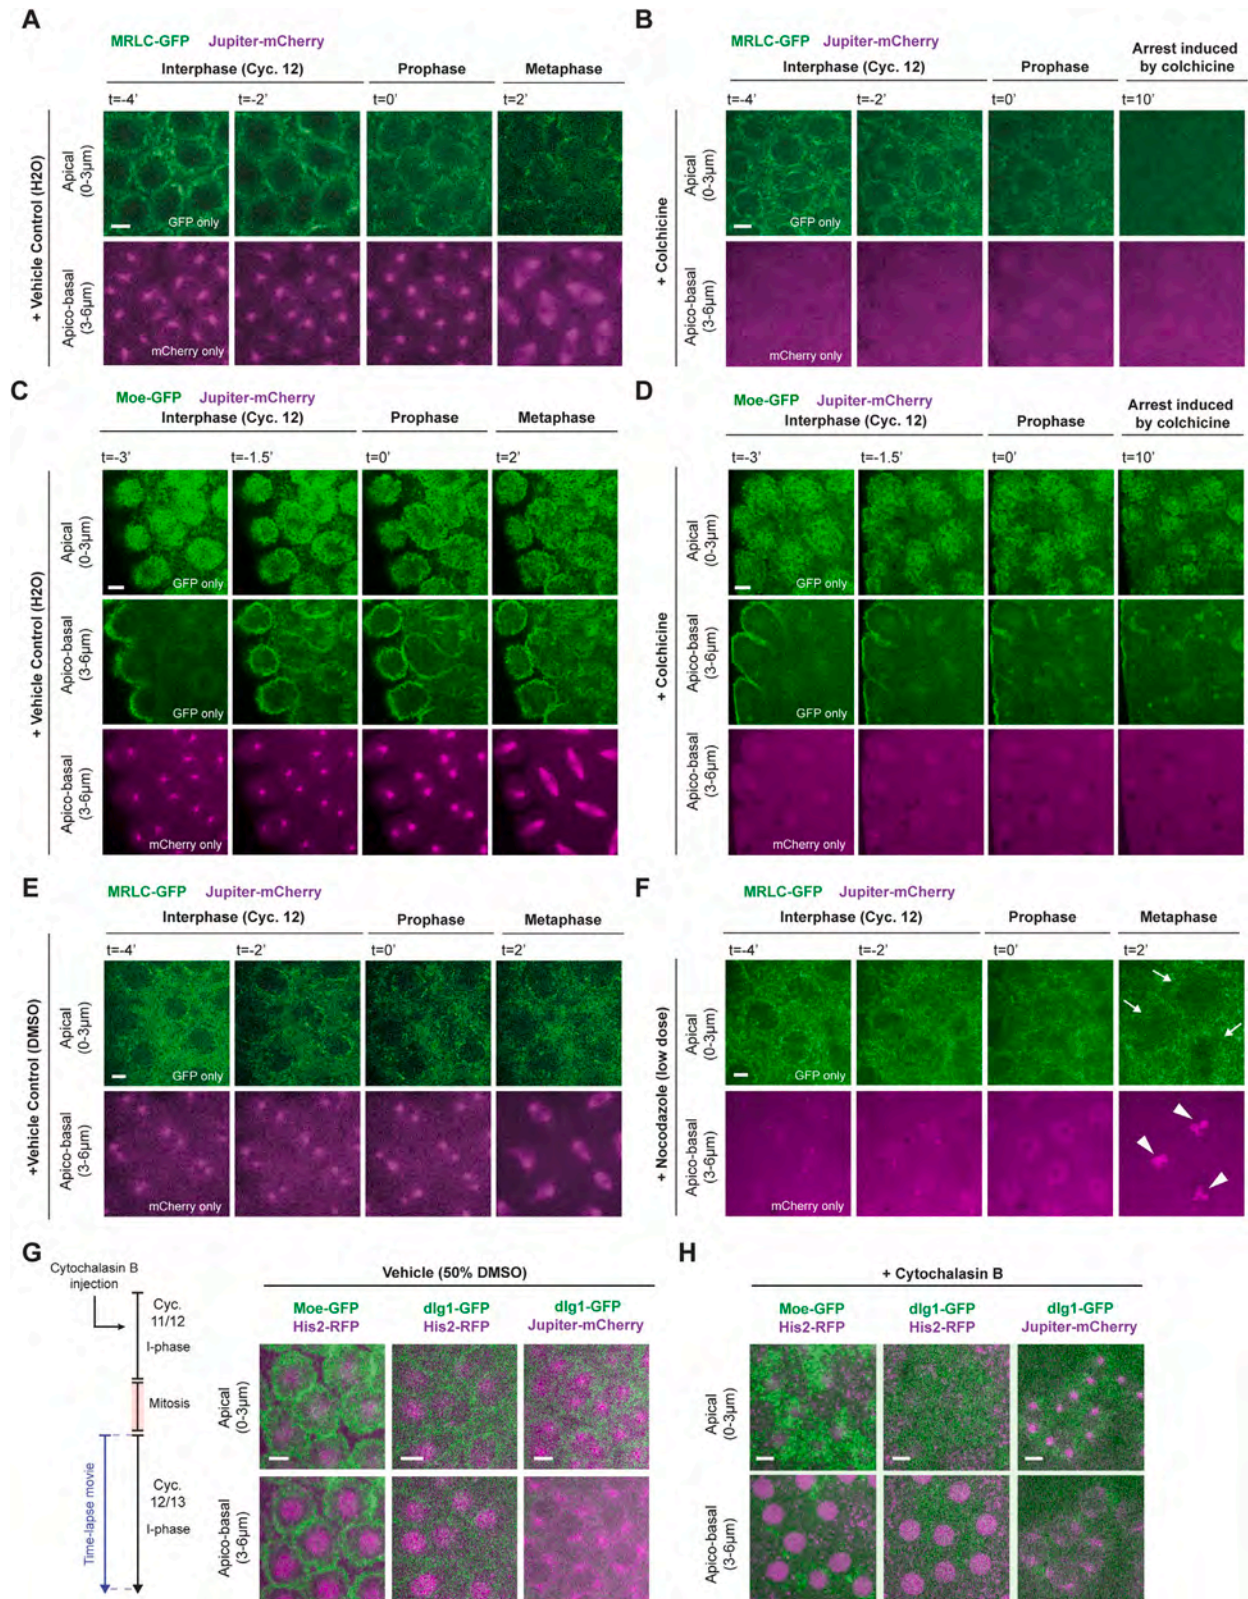 A
MRLC-GFP Jupiter-mCherry
Interphase (Cyc. 12) Prophase Metaphase
t=-4' t=-2' t=0' t=2'
+ Vehicle Control (H2O)
Apical
(0-3μm)
GFP only
Apico-basal
(3-6μm)
mCherry only
B
MRLC-GFP Jupiter-mCherry
Interphase (Cyc. 12) Prophase Arrest induced
by colchicine
t=-4' t=-2' t=0' t=10'
+ Colchicine
Apical
(0-3μm)
GFP only
Apico-basal
(3-6μm)
mCherry only
C
Moe-GFP Jupiter-mCherry
Interphase (Cyc. 12) Prophase Metaphase
t=-3' t=-1.5' t=0' t=2'
+ Vehicle Control (H2O)
Apical
(0-3μm)
GFP only
Apico-basal
(3-6μm)
GFP only
Apico-basal
(3-6μm)
mCherry only
D
Moe-GFP Jupiter-mCherry
Interphase (Cyc. 12) Prophase Arrest induced
by colchicine
t=-3' t=-1.5' t=0' t=10'
+ Colchicine
Apical
(0-3μm)
GFP only
Apico-basal
(3-6μm)
GFP only
Apico-basal
(3-6μm)
mCherry only
E
MRLC-GFP Jupiter-mCherry
Interphase (Cyc. 12) Prophase Metaphase
t=-4' t=-2' t=0' t=2'
+Vehicle Control (DMSO)
Apical
(0-3μm)
GFP only
Apico-basal
(3-6μm)
mCherry only
F
MRLC-GFP Jupiter-mCherry
Interphase (Cyc. 12) Prophase Metaphase
t=-4' t=-2' t=0' t=2'
+ Nocodazole (low dose)
Apical
(0-3μm)
GFP only
Apico-basal
(3-6μm)
mCherry only
G
Cytochalasin B
injection
Cyc.
11/12
I-phase
Mitosis
Time-lapse movie
Cyc.
12/13
I-phase
Vehicle (50% DMSO)
Moe-GFP dlg1-GFP dlg1-GFP
His2-RFP His2-RFP Jupiter-mCherry
Apical
(0-3μm)
Apico-basal
(3-6μm)
H
+ Cytochalasin B
Moe-GFP dlg1-GFP dlg1-GFP
His2-RFP His2-RFP Jupiter-mCherry
Apical
(0-3μm)
Apico-basal
(3-6μm)